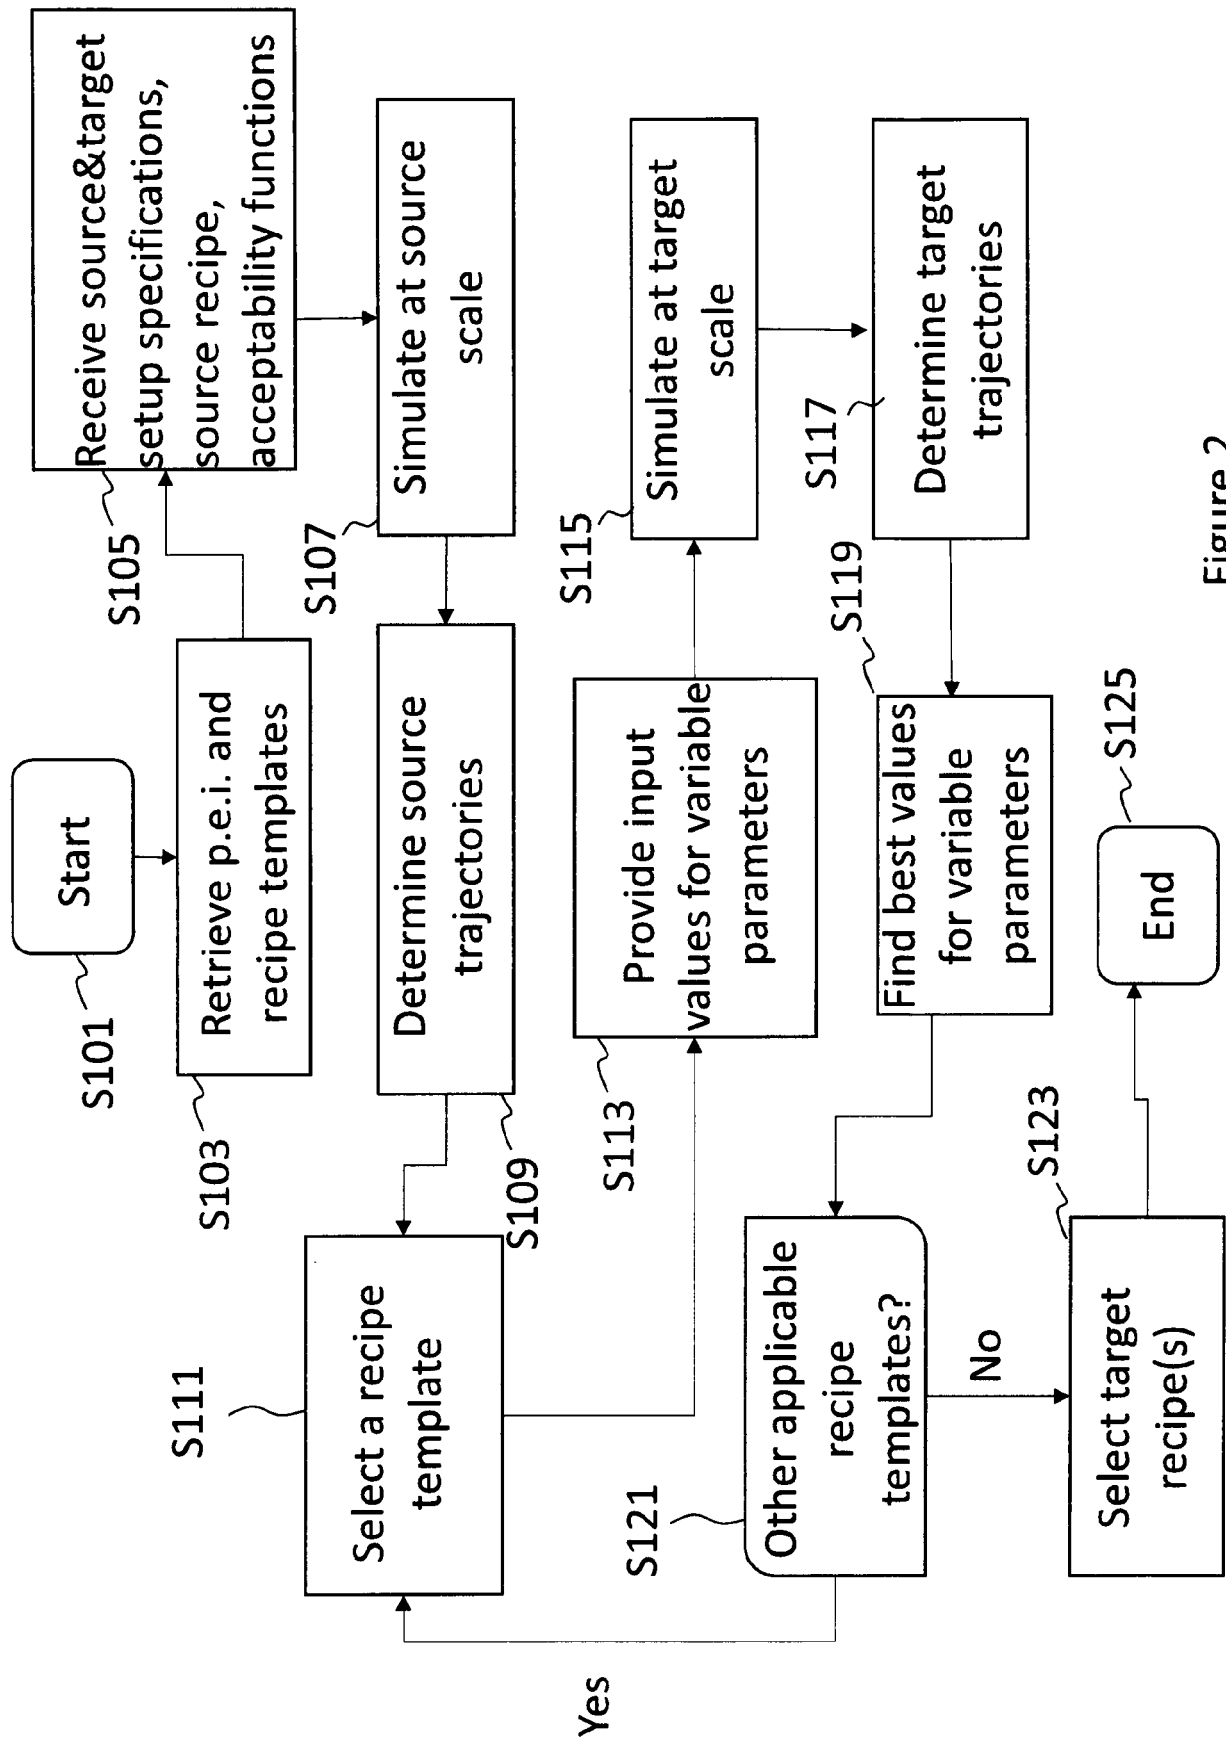 Start
S101
Retrieve p.e.i. and
recipe templates
S103
Receive source&target
setup specifications,
source recipe,
acceptability functions
S105
Simulate at source
scale
S107
Determine source
trajectories
S109
Select a recipe
template
S111
Provide input
values for variable
parameters
S113
Simulate at target
scale
S115
Determine target
trajectories
S117
Find best values
for variable
parameters
S119
Other applicable
recipe
templates?
S121
Yes
No
Select target
recipe(s)
S123
End
S125
Figure 2